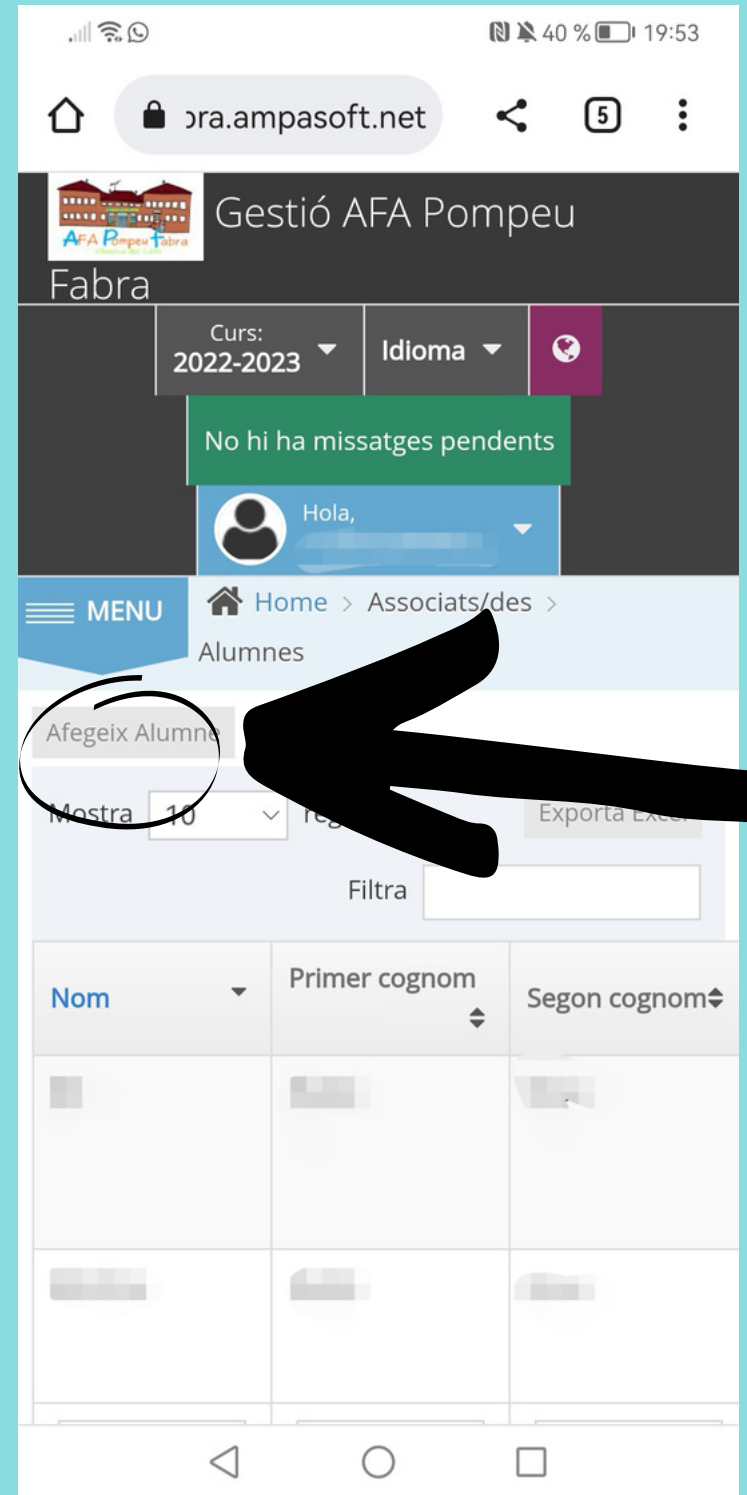 40 % 19:53
ora.ampasoft.net 5
AFA Pompeu Fabra
Gestió AFA Pompeu
Fabra
Curs:
2022-2023
Idioma
No hi ha missatges pendents
Hola,
MENU
Home > Associats/des >
Alumnes
Afegeix Alumne
Mostra 10
Exporta Excel
Filtra
Nom
Primer cognom
Segon cognom